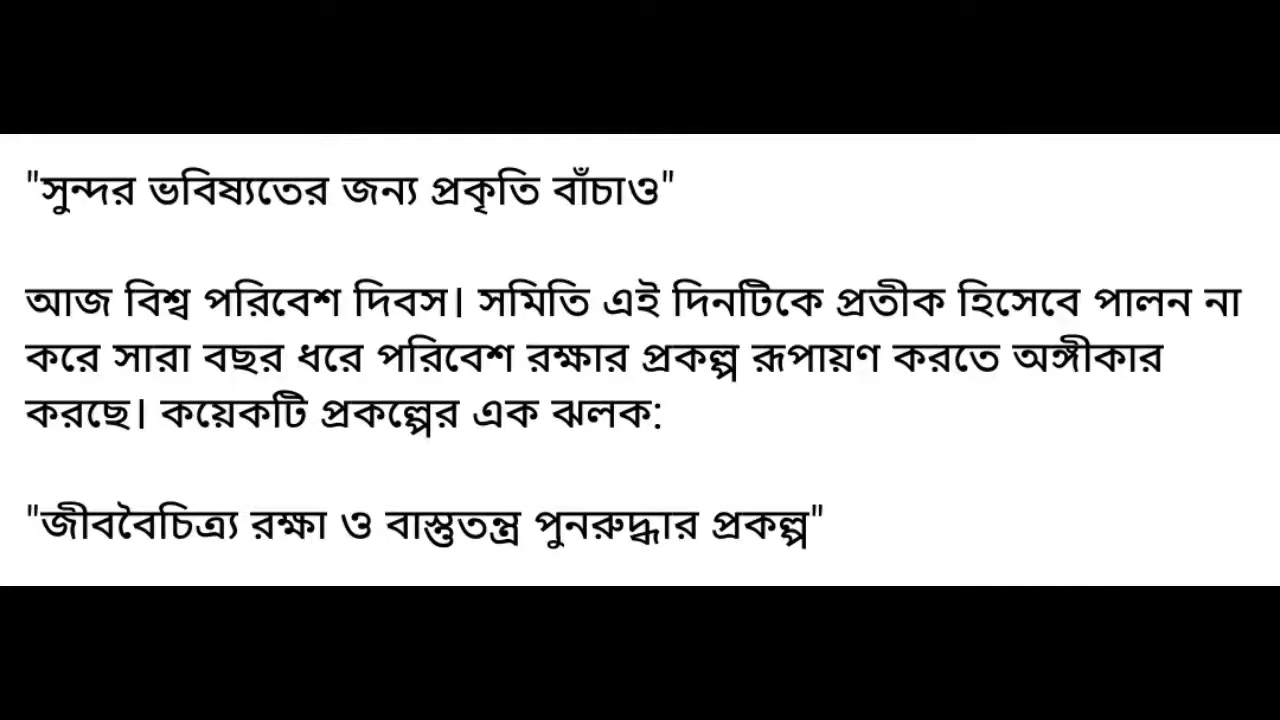 "সুন্দর ভবিষ্যতের জন্য প্রকৃতি বাঁচাও"
আজ বিশ্ব পরিবেশ দিবস। সমিতি এই দিনটিকে প্রতীক হিসেবে পালন না
করে সারা বছর ধরে পরিবেশ রক্ষার প্রকল্প রূপায়ণ করতে অঙ্গীকার
করছে। কয়েকটি প্রকল্পের এক ঝলক:
"জীববৈচিত্র্য রক্ষা ও বাস্তুতন্ত্র পুনরুদ্ধার প্রকল্প"